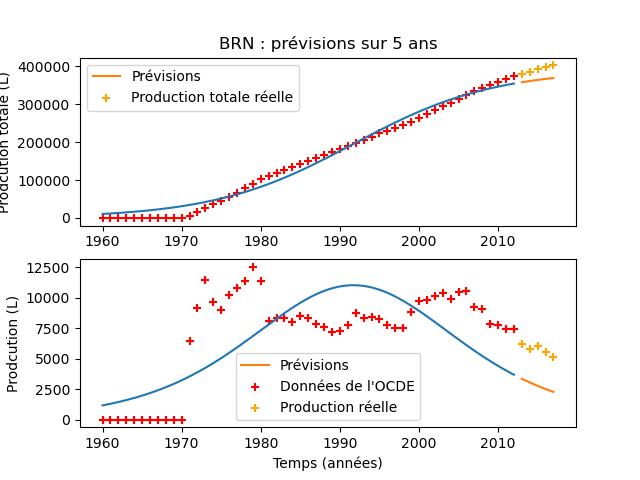 BRN : prévisions sur 5 ans
400000
300000
200000
100000
0
Prodcution totale (L)
Prévisions
Production totale réelle
1960 1970 1980 1990 2000 2010
12500
10000
7500
5000
2500
0
Prodcution (L)
Prévisions
Données de l'OCDE
Production réelle
1960 1970 1980 1990 2000 2010
Temps (années)